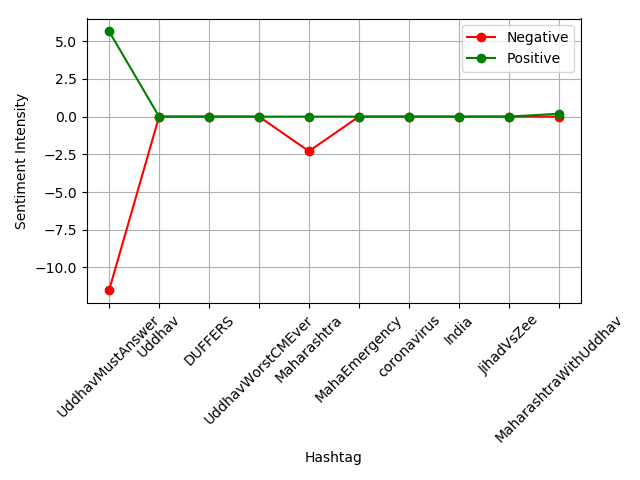 Negative
Positive
Sentiment Intensity
5.0
2.5
0.0
−2.5
−5.0
−7.5
−10.0
UddhavMustAnswer
Uddhav
DUFFERS
UddhavWorstCMEver
Maharashtra
MahaEmergency
coronavirus
India
JihadVsZee
MaharashtraWithUddhav
Hashtag